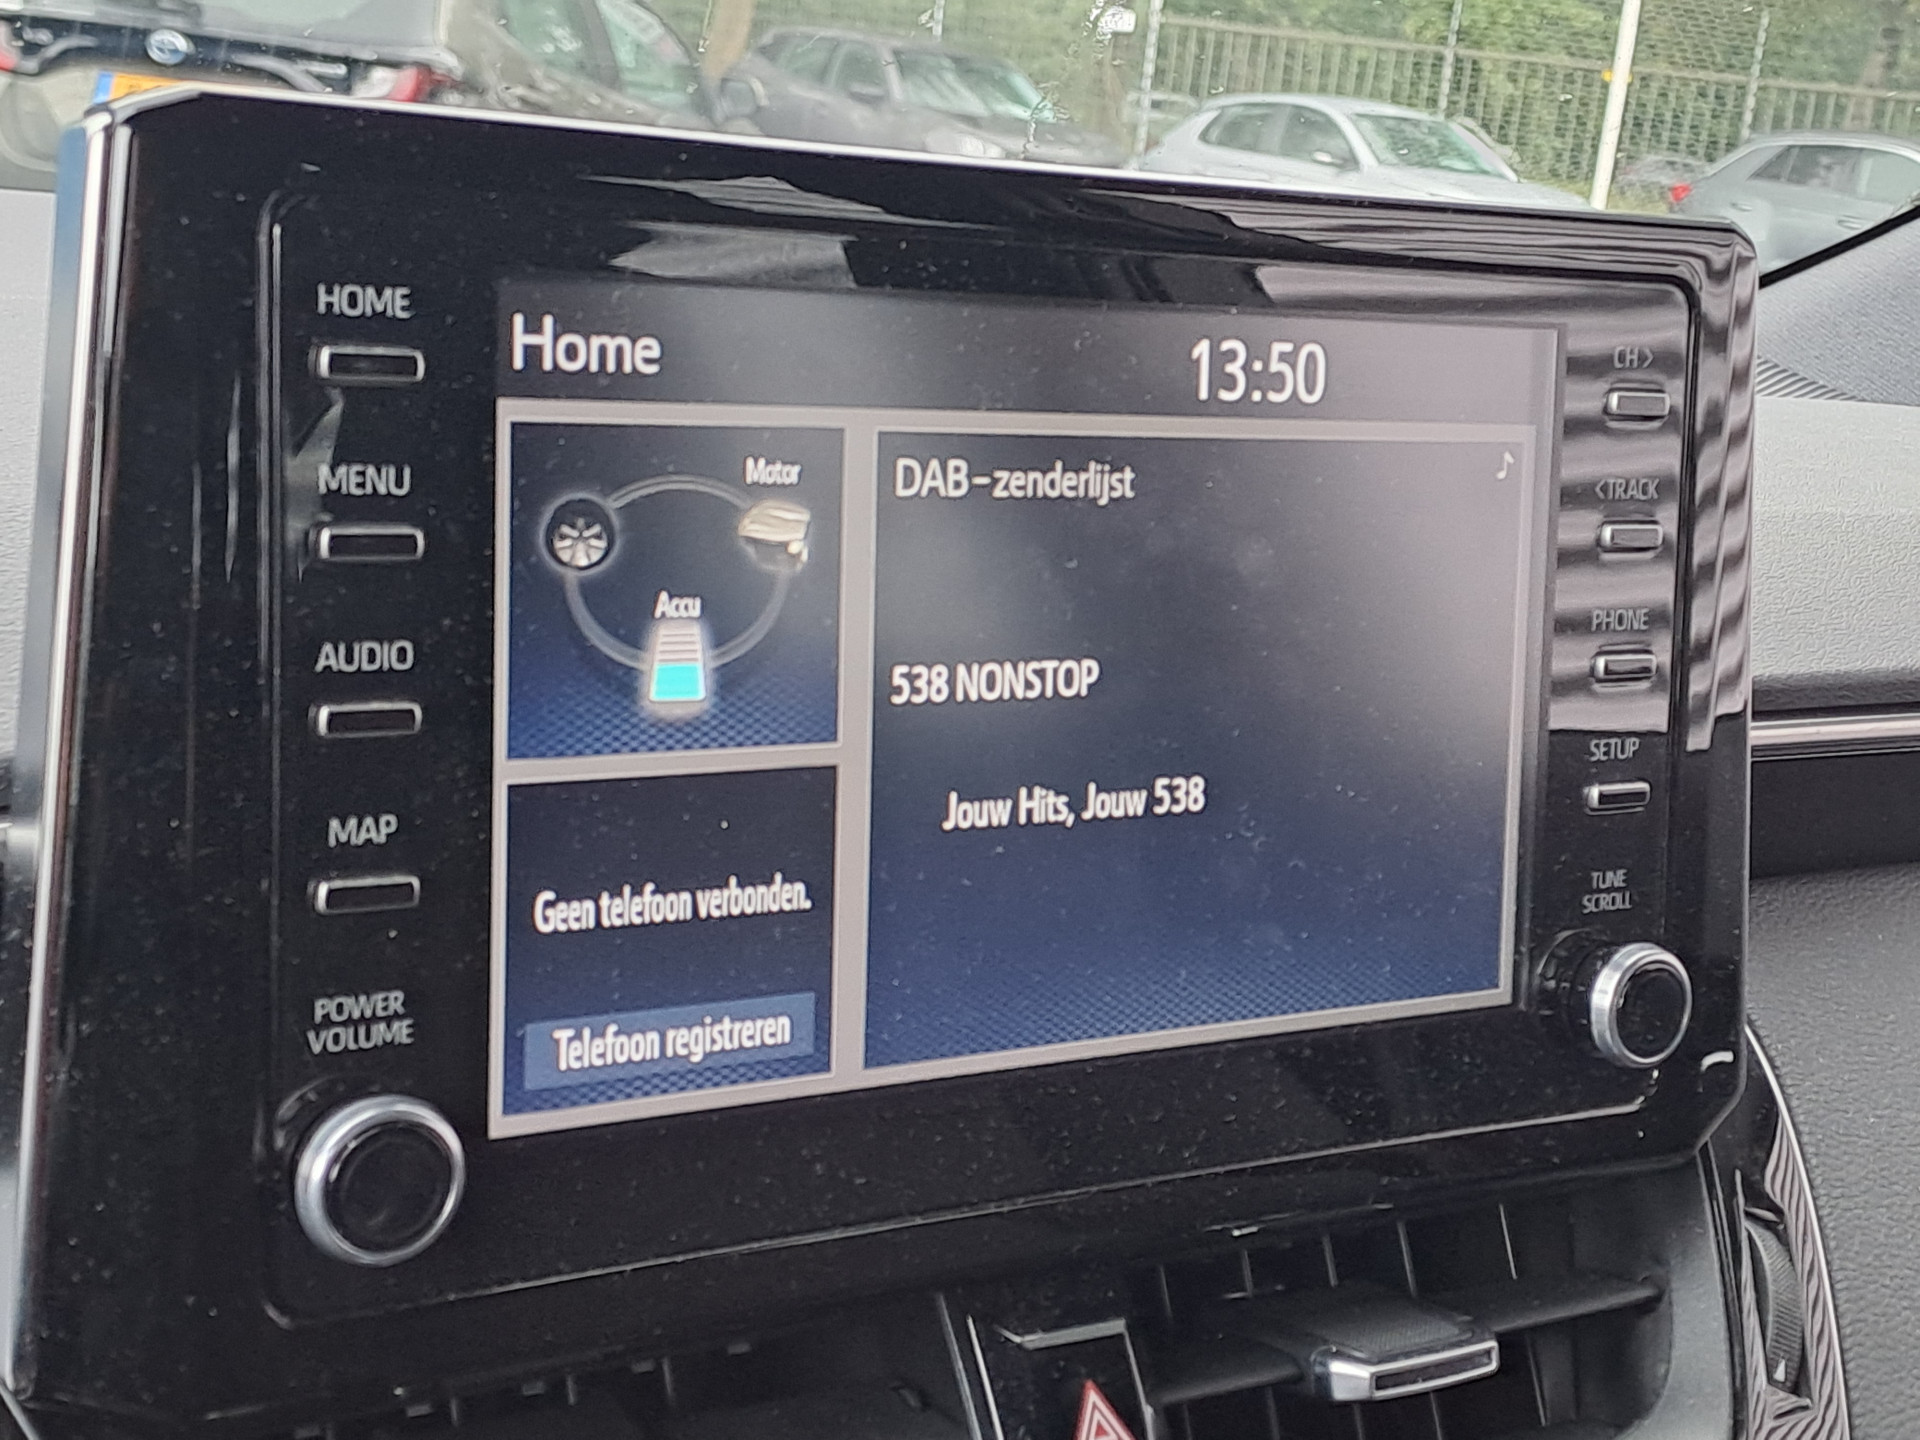 HOME
MENU
AUDIO
MAP
POWER
VOLUME
Home
13:50
Motor
Accu
Geen telefoon verbonden.
Telefoon registreren
DAB-zenderlijst
538 NONSTOP
Jouw Hits, Jouw 538
CH>
<TRACK
PHONE
SETUP
TUNE
SCROLL